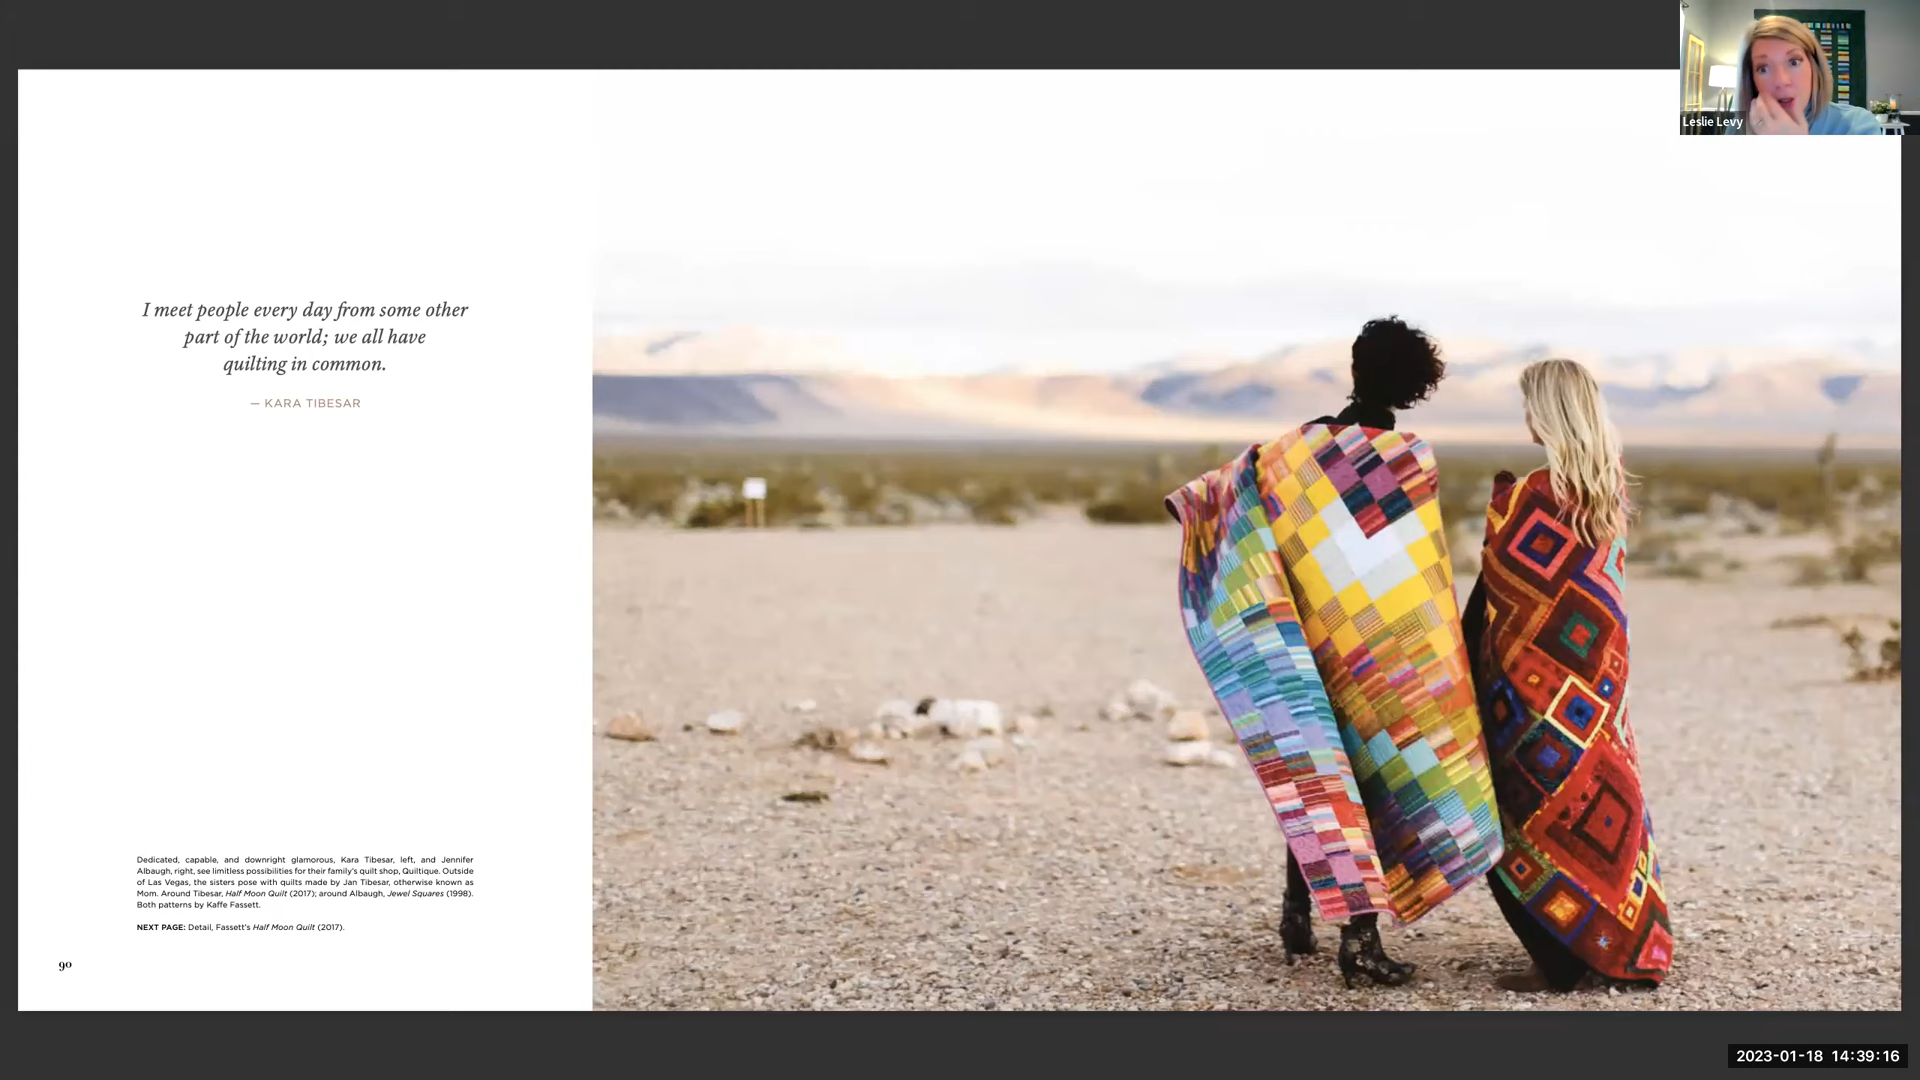 Leslie Levy
I meet people every day from some other
part of the world; we all have
quilting in common.
— KARA TIBESAR
Dedicated, capable, and downright glamorous, Kara Tibesar, left, and Jennifer
Albaugh, right, see limitless possibilities for their family's quilt shop, Quiltique. Outside
of Las Vegas, the sisters pose with quilts made by Jan Tibesar, otherwise known as
Mom. Around Tibesar, Half Moon Quilt (2017); around Albaugh, Jewel Squares (1998).
Both patterns by Kaffe Fassett.
NEXT PAGE: Detail, Fassett's Half Moon Quilt (2017).
90
2023-01-18 14:39:16